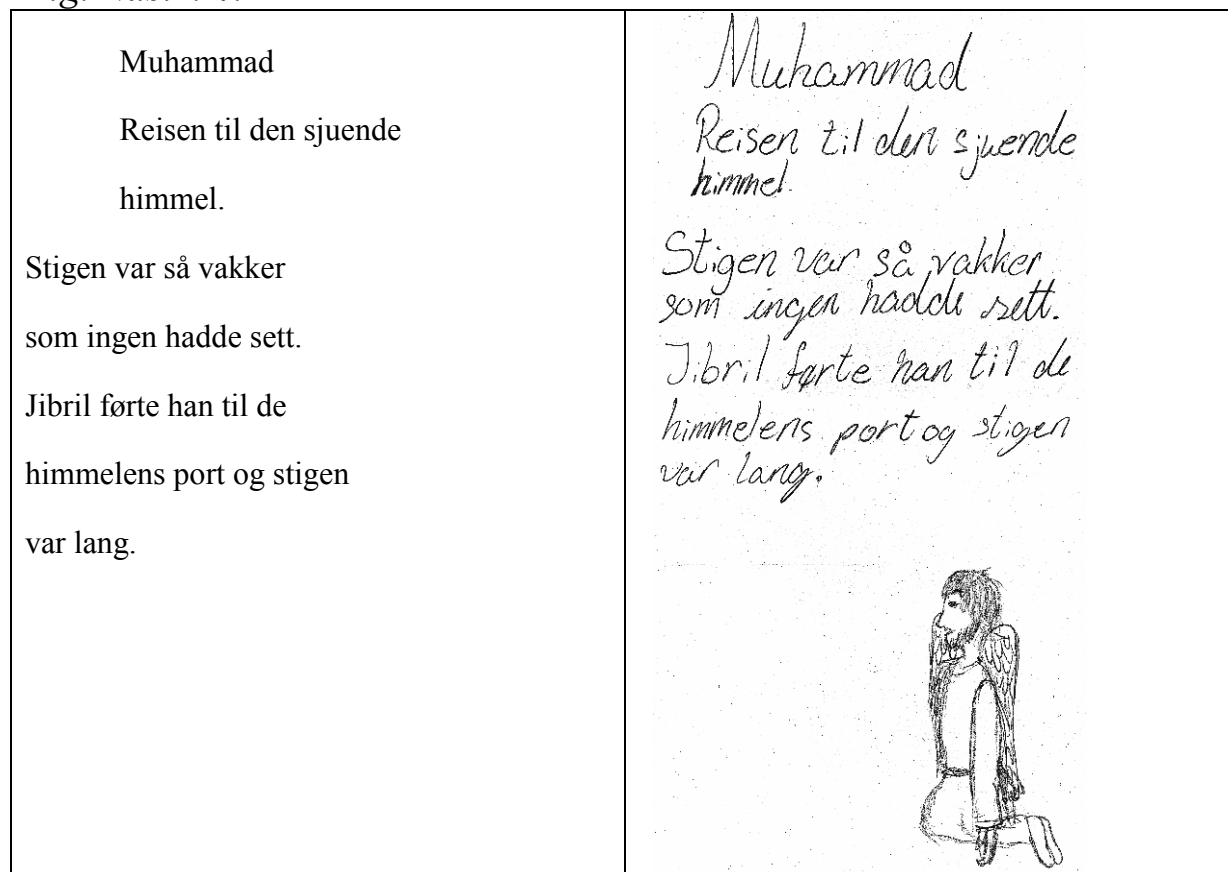 Muhammad
Reisen til den sjuende
himmel.
Stigen var så vakker
som ingen hadde sett.
Jibril førte han til de
himmelens port og stigen
var lang.
Muhammad
Reisen til den sjuende
himmel.
Stigen var så vakker
som ingen hadde sett.
Jibril førte han til de
himmelens port og stigen
var lang.